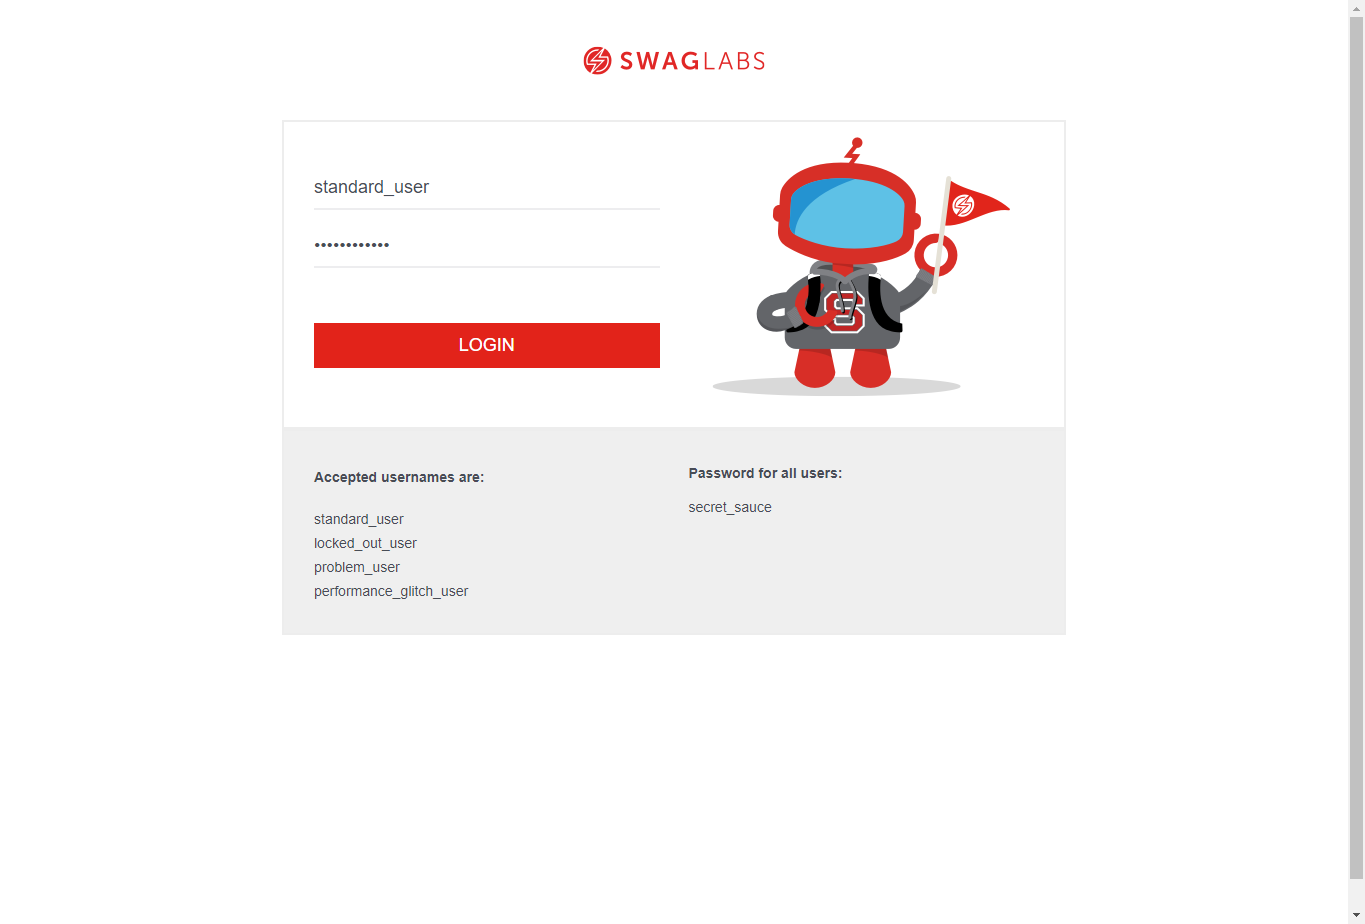 SWAGLABS
standard_user
••••••••••••
LOGIN
S
Accepted usernames are:
standard_user
locked_out_user
problem_user
performance_glitch_user
Password for all users:
secret_sauce